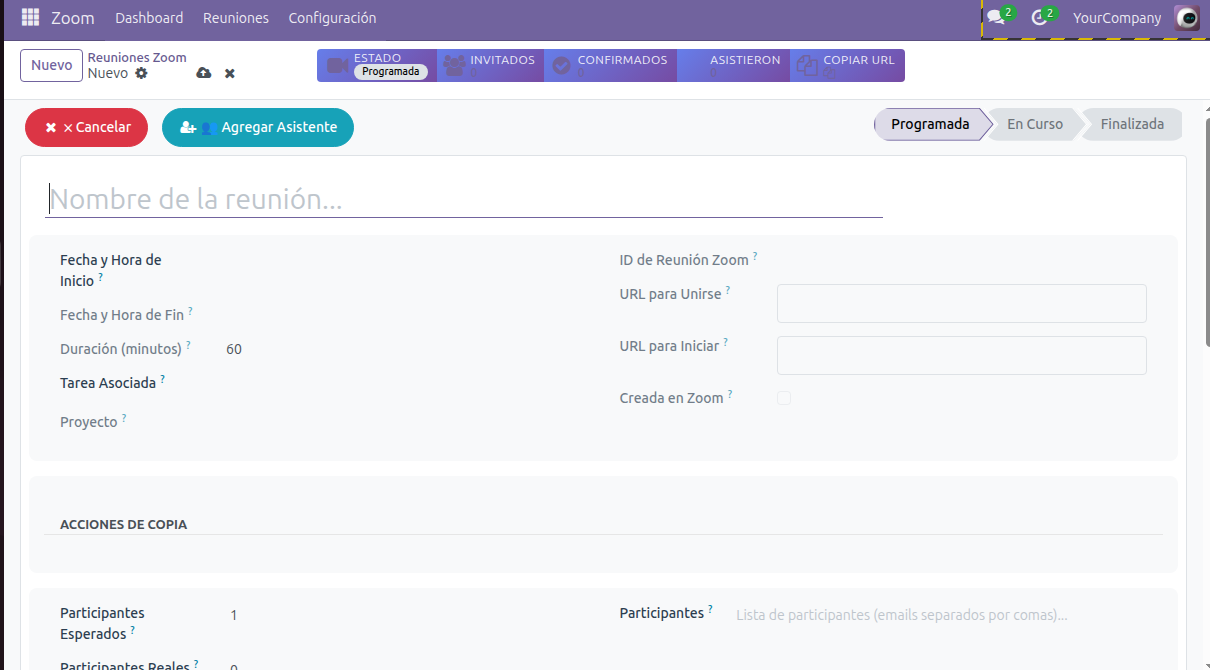 Zoom Dashboard Reuniones Configuración 2 2 YourCompany
Nuevo Reuniones Zoom
Nuevo
ESTADO
Programada
INVITADOS
0
CONFIRMADOS
0
ASISTIERON
0
COPIAR URL
× Cancelar Agregar Asistente Programada En Curso Finalizada
Nombre de la reunión...
Fecha y Hora de
Inicio ?
Fecha y Hora de Fin ?
Duración (minutos) ? 60
Tarea Asociada ?
Proyecto ?
ID de Reunión Zoom ?
URL para Unirse ?
URL para Iniciar ?
Creada en Zoom ?
ACCIONES DE COPIA
Participantes
Esperados ? 1
Participantes Reales ? 0
Participantes ? Lista de participantes (emails separados por comas)...